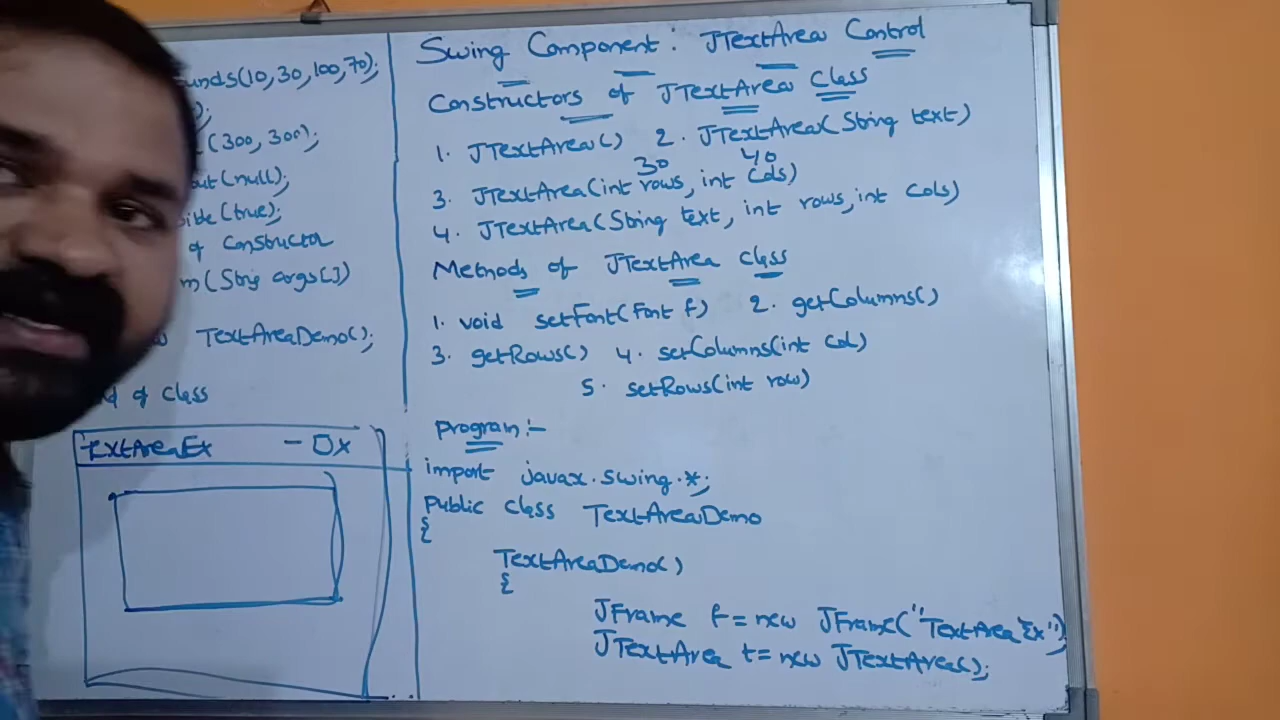 Swing Component: JTextArea Control
Constructors of JTextArea Class
1. JTextArea() 2. JTextArea(String text)
30 40
3. JTextArea(int rows, int cols)
4. JTextArea(String text, int rows, int cols)
Methods of JTextArea class
1. void setFont(Font f) 2. getColumns()
3. getRows() 4. setColumns(int col)
5. setRows(int row)
Program:-
import javax.swing.*;
Public class TextAreaDemo
{
TextAreaDemo()
{
JFrame f=new JFrame("TextArea Ex");
JTextArea t=new JTextArea();
unds(10,30,100,70);
);
(300,300);
out(null);
ible(true);
of Constructor
n(String args[])
TextAreaDemo();
of class
TextAreaEx - □ x